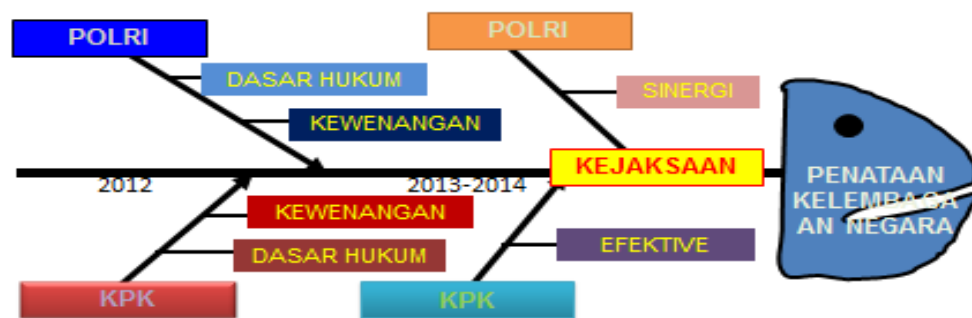 POLRI
POLRI
DASAR HUKUM
SINERGI
KEWENANGAN
KEJAKSAAN
2012
2013-2014
PENATAAN
KELEMBAGA
AN NEGARA
KEWENANGAN
EFEKTIVE
DASAR HUKUM
KPK
KPK